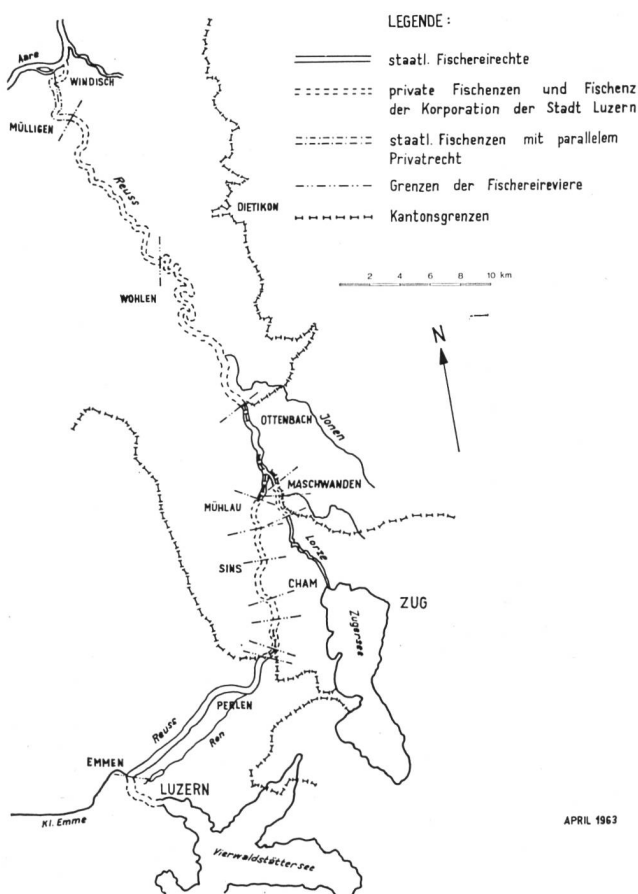 LEGENDE :
staatl. Fischereirechte
private Fischenzen und Fischenz
der Korporation der Stadt Luzern
staatl. Fischenzen mit parallelem
Privatrecht
Grenzen der Fischereireviere
Kantonsgrenzen
2 4 6 8 10 km
N
Aare
WINDISCH
MÜLLIGEN
Reuss
DIETIKON
WOHLEN
OTTENBACH
Jonen
MASCHWANDEN
MÜHLAU
Lorze
SINS
CHAM
ZUG
Zugersee
Reuss
PERLEN
Ron
EMMEN
LUZERN
Kl. Emme
Vierwaldstüttersee
APRIL 1963